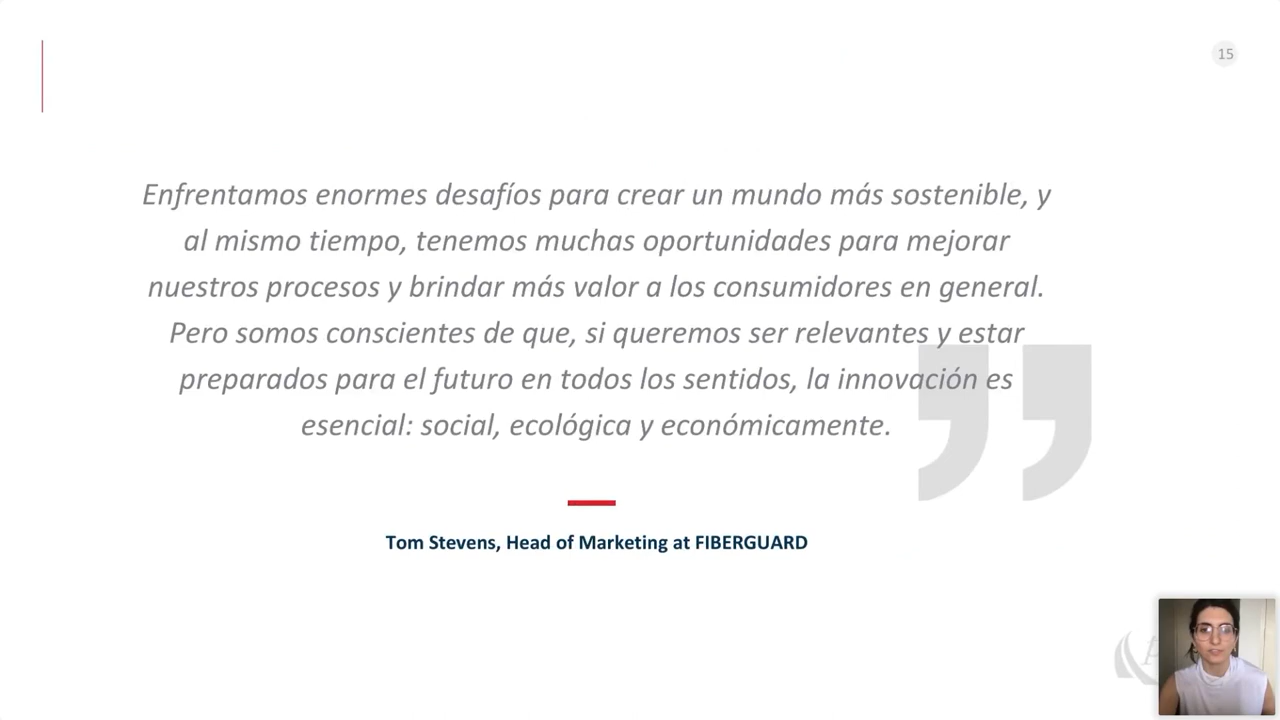 15
Enfrentamos enormes desafíos para crear un mundo más sostenible, y
al mismo tiempo, tenemos muchas oportunidades para mejorar
nuestros procesos y brindar más valor a los consumidores en general.
Pero somos conscientes de que, si queremos ser relevantes y estar
preparados para el futuro en todos los sentidos, la innovación es
esencial: social, ecológica y económicamente.
Tom Stevens, Head of Marketing at FIBERGUARD